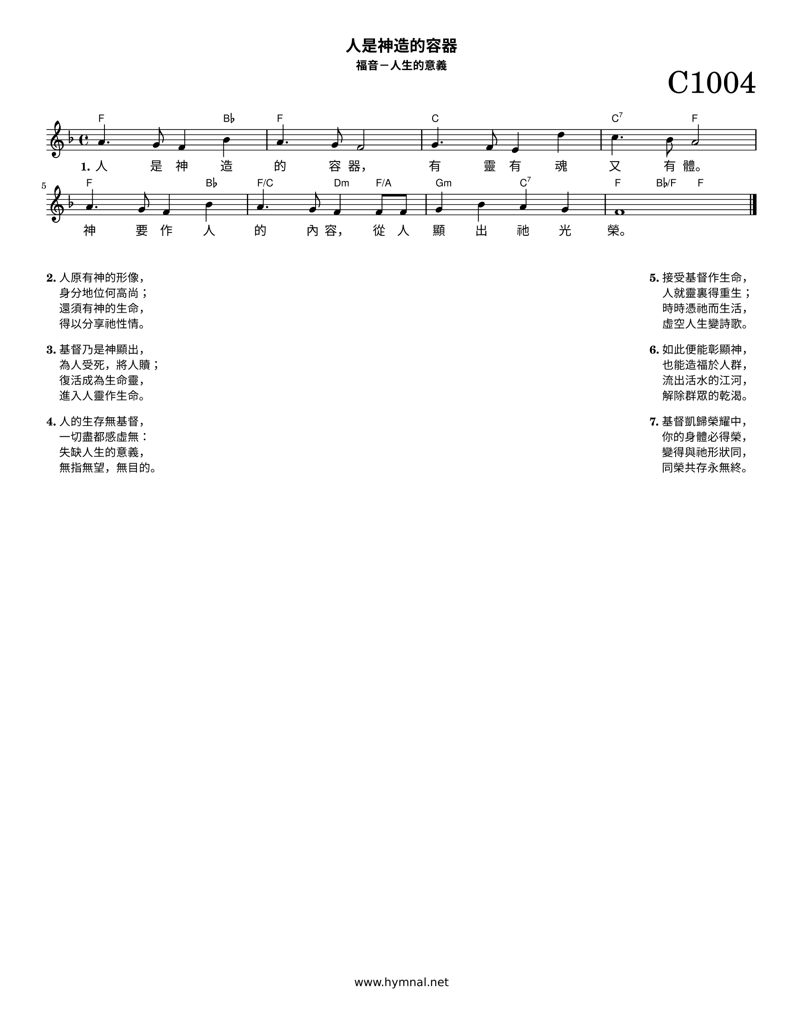 人是神造的容器
福音－人生的意義
C1004
F B♭ F C C7 F
1. 人 是 神 造 的 容 器， 有 靈 有 魂 又 有 體。
5
F B♭ F/C Dm F/A Gm C7 F B♭/F F
神 要 作 人 的 內 容， 從 人 顯 出 祂 光 榮。
2. 人原有神的形像，
身分地位何高尚；
還須有神的生命，
得以分享祂性情。
3. 基督乃是神顯出，
為人受死，將人贖；
復活成為生命靈，
進入人靈作生命。
4. 人的生存無基督，
一切盡都感虛無：
失缺人生的意義，
無指無望，無目的。
5. 接受基督作生命，
人就靈裏得重生；
時時憑祂而生活，
虛空人生變詩歌。
6. 如此便能彰顯神，
也能造福於人群，
流出活水的江河，
解除群眾的乾渴。
7. 基督凱歸榮耀中，
你的身體必得榮，
變得與祂形狀同，
同榮共存永無終。
www.hymnal.net